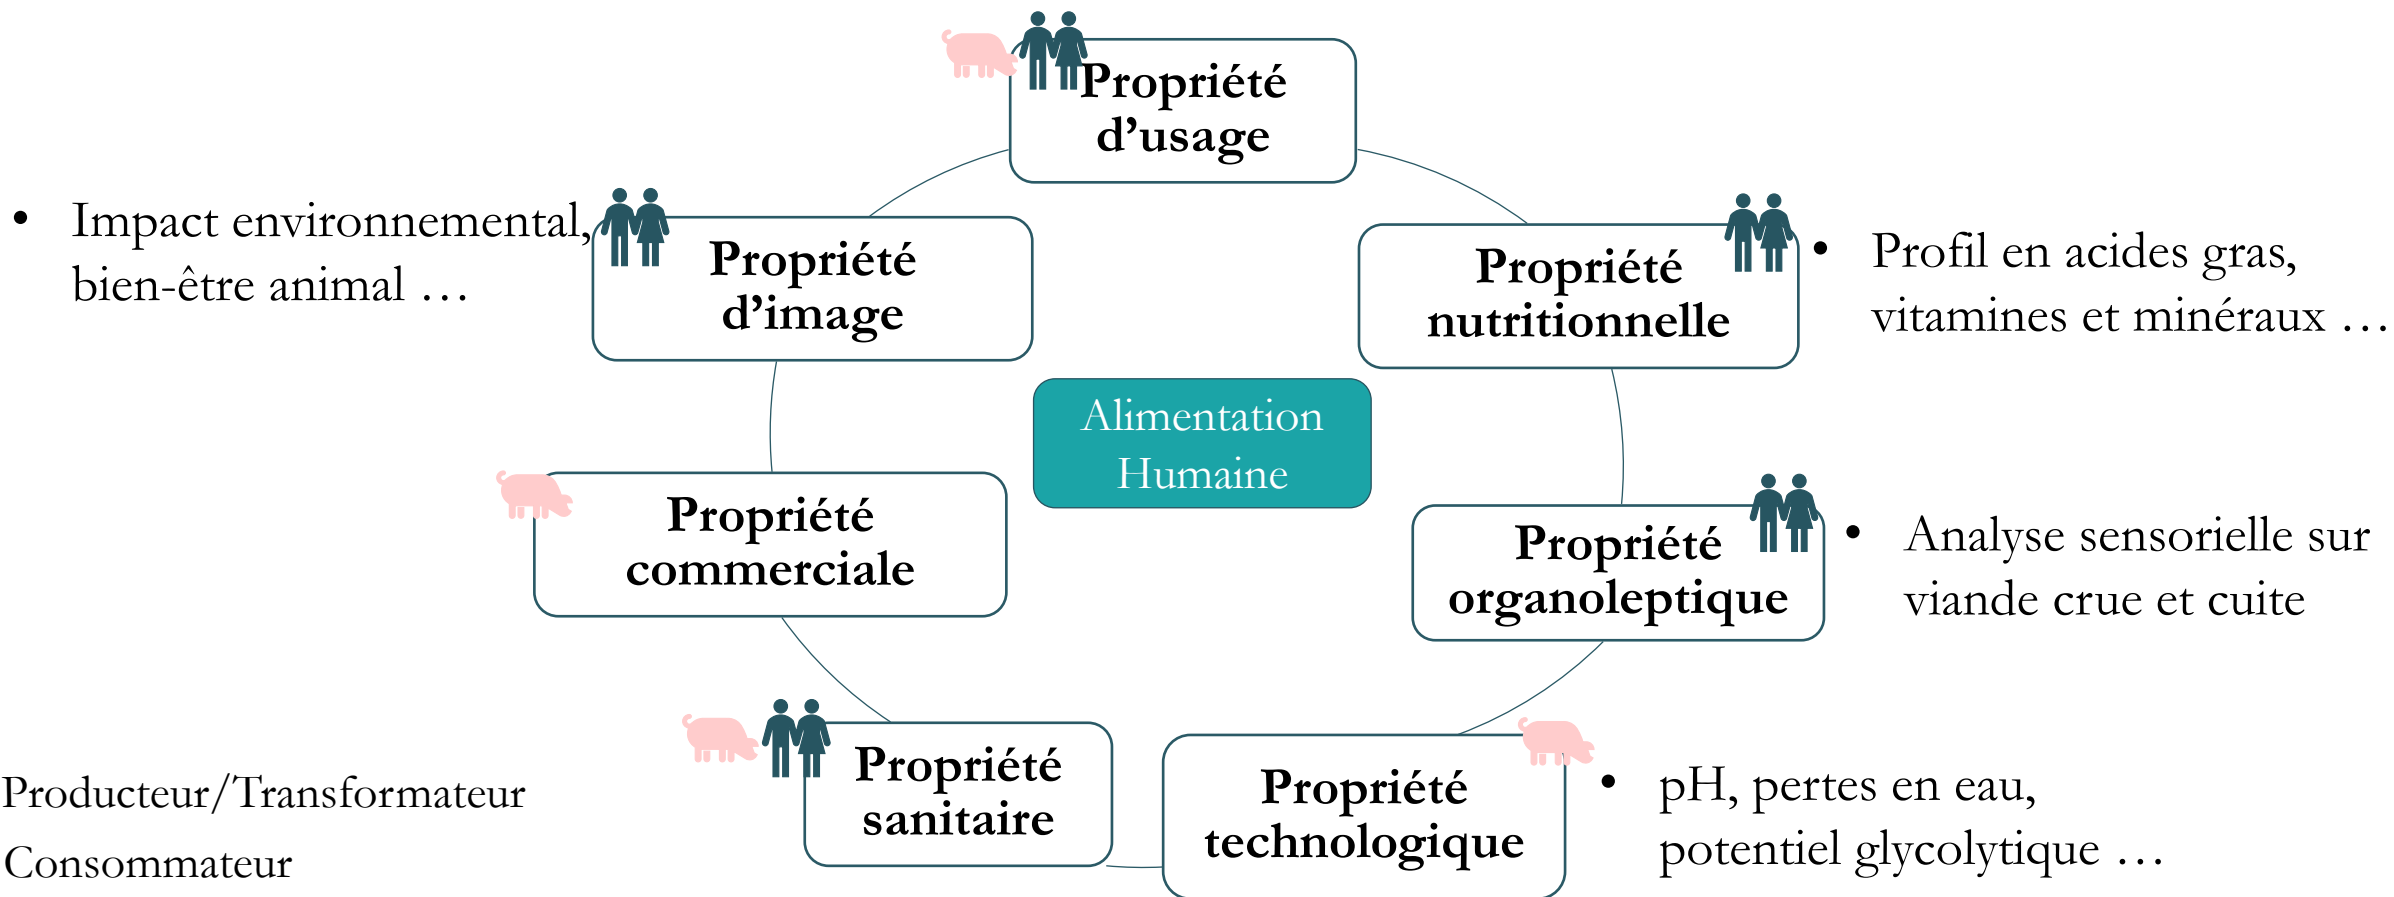 Propriété
d’usage
• Impact environnemental,
bien-être animal …
Propriété
d’image
Propriété
nutritionnelle
• Profil en acides gras,
vitamines et minéraux …
Alimentation
Humaine
Propriété
commerciale
Propriété
organoleptique
• Analyse sensorielle sur
viande crue et cuite
Propriété
sanitaire
Propriété
technologique
• pH, pertes en eau,
potentiel glycolytique …
Producteur/Transformateur
Consommateur